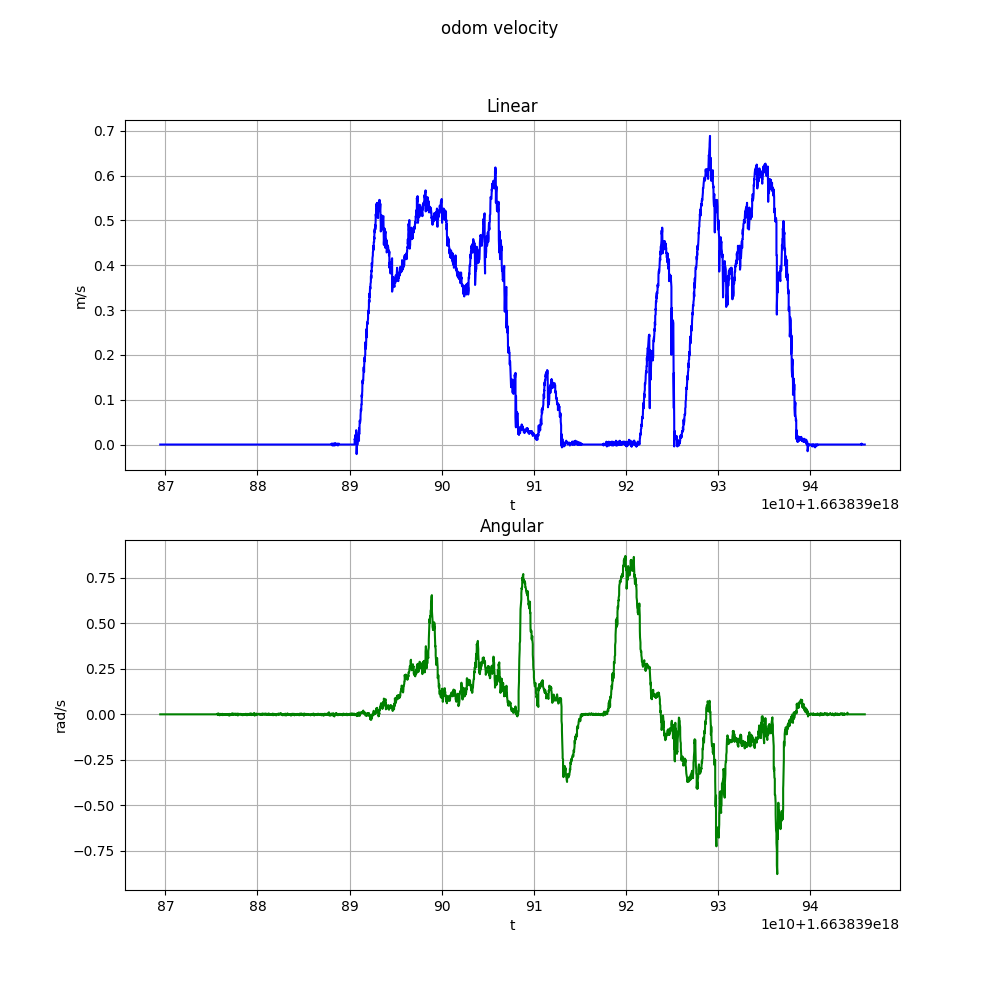 odom velocity
Linear
0.7
0.6
0.5
0.4
0.3
0.2
0.1
0.0
m/s
87 88 89 90 91 92 93 94
t
1e10+1.663839e18
Angular
0.75
0.50
0.25
0.00
−0.25
−0.50
−0.75
rad/s
87 88 89 90 91 92 93 94
t
1e10+1.663839e18